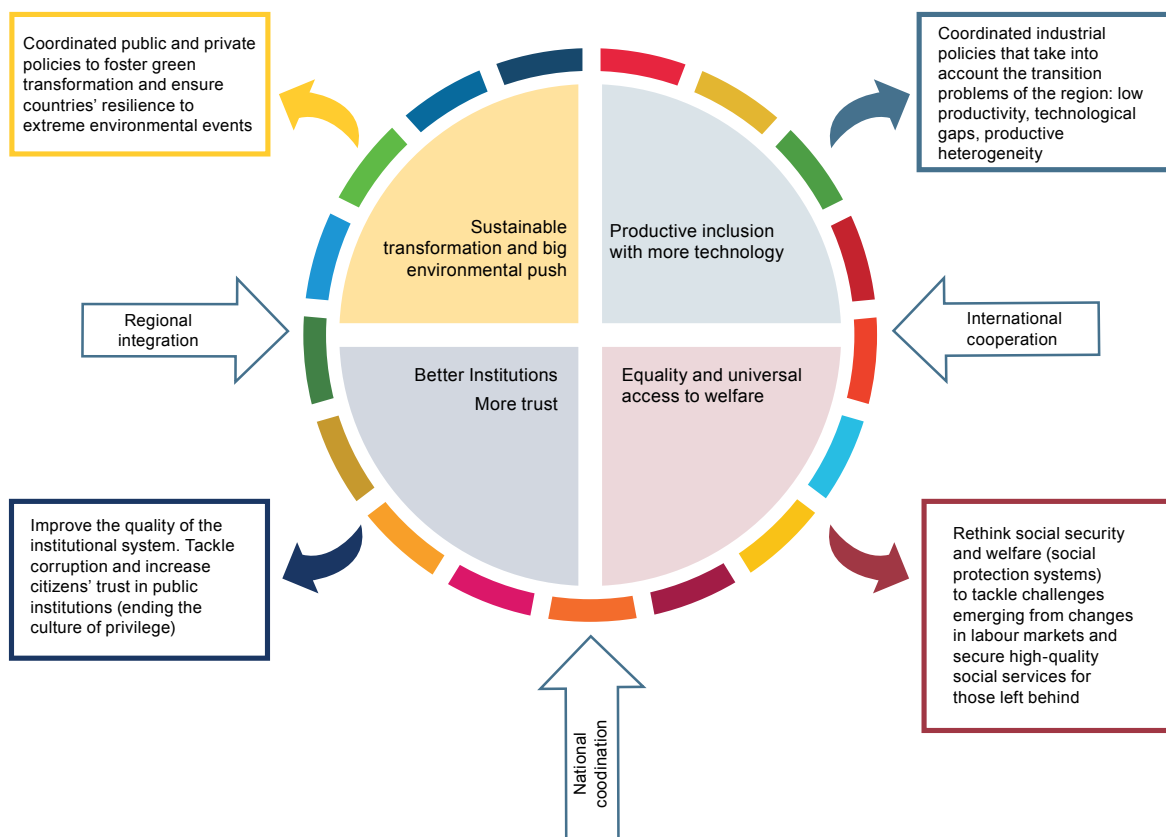 Coordinated public and private
policies to foster green
transformation and ensure
countries’ resilience to
extreme environmental events
Coordinated industrial
policies that take into
account the transition
problems of the region: low
productivity, technological
gaps, productive
heterogeneity
Sustainable
transformation and big
environmental push
Productive inclusion
with more technology
Regional
integration
International
cooperation
Better Institutions
More trust
Equality and universal
access to welfare
Improve the quality of the
institutional system. Tackle
corruption and increase
citizens’ trust in public
institutions (ending the
culture of privilege)
Rethink social security
and welfare (social
protection systems)
to tackle challenges
emerging from changes
in labour markets and
secure high-quality
social services for
those left behind
National
coodination